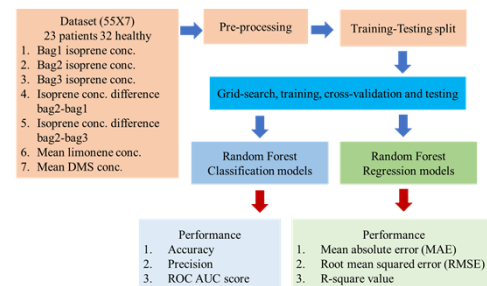 Dataset (55X7)
23 patients 32 healthy
1. Bag1 isoprene conc.
2. Bag2 isoprene conc.
3. Bag3 isoprene conc.
4. Isoprene conc. difference
bag2-bag1
5. Isoprene conc. difference
bag2-bag3
6. Mean limonene conc.
7. Mean DMS conc.
Pre-processing
Training-Testing split
Grid-search, training, cross-validation and testing
Random Forest
Classification models
Random Forest
Regression models
Performance
1. Accuracy
2. Precision
3. ROC AUC score
Performance
1. Mean absolute error (MAE)
2. Root mean squared error (RMSE)
3. R-square value